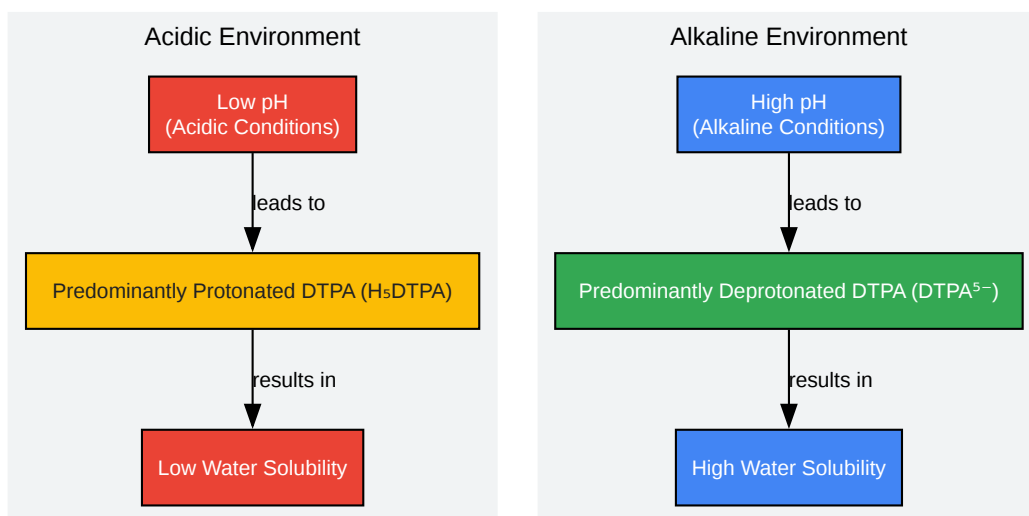 Acidic Environment
Low pH
(Acidic Conditions)
leads to
Predominantly Protonated DTPA (H₅DTPA)
results in
Low Water Solubility
Alkaline Environment
High pH
(Alkaline Conditions)
leads to
Predominantly Deprotonated DTPA (DTPA⁵⁻)
results in
High Water Solubility